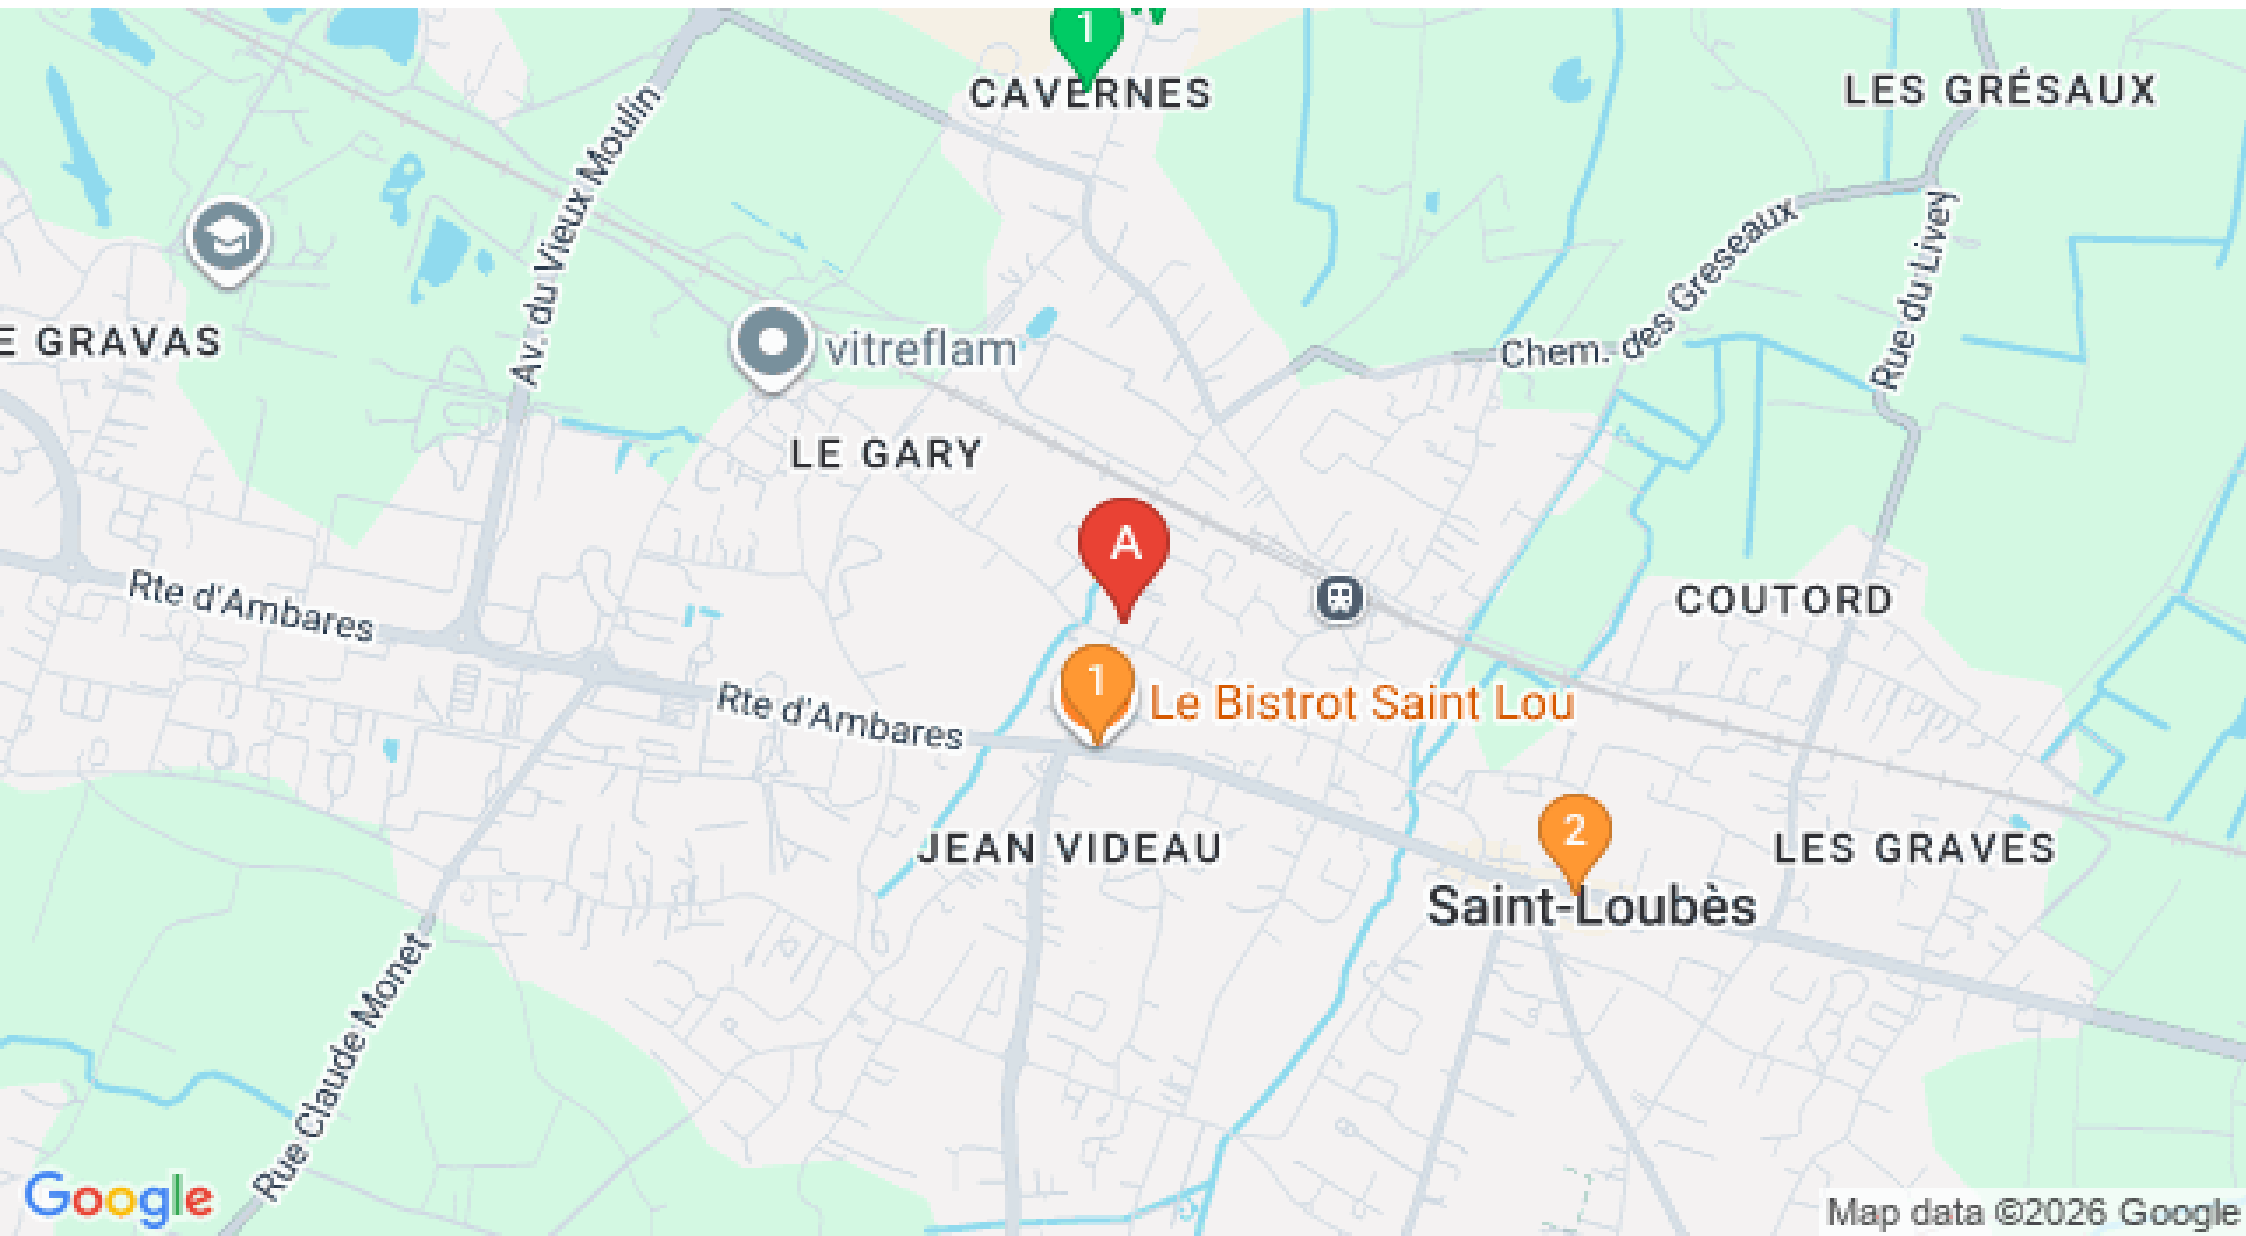 1
CAVERNES
LES GRÉSAUX
Av. du Vieux Moulin
Chem. des Greseaux
Rue du Livey
E GRAVAS
vitreflam
LE GARY
A
Rte d'Ambares
COUTORD
1
Le Bistrot Saint Lou
Rte d'Ambares
2
JEAN VIDEAU
LES GRAVES
Saint-Loubès
Rue Claude Monet
Google
Map data ©2026 Google